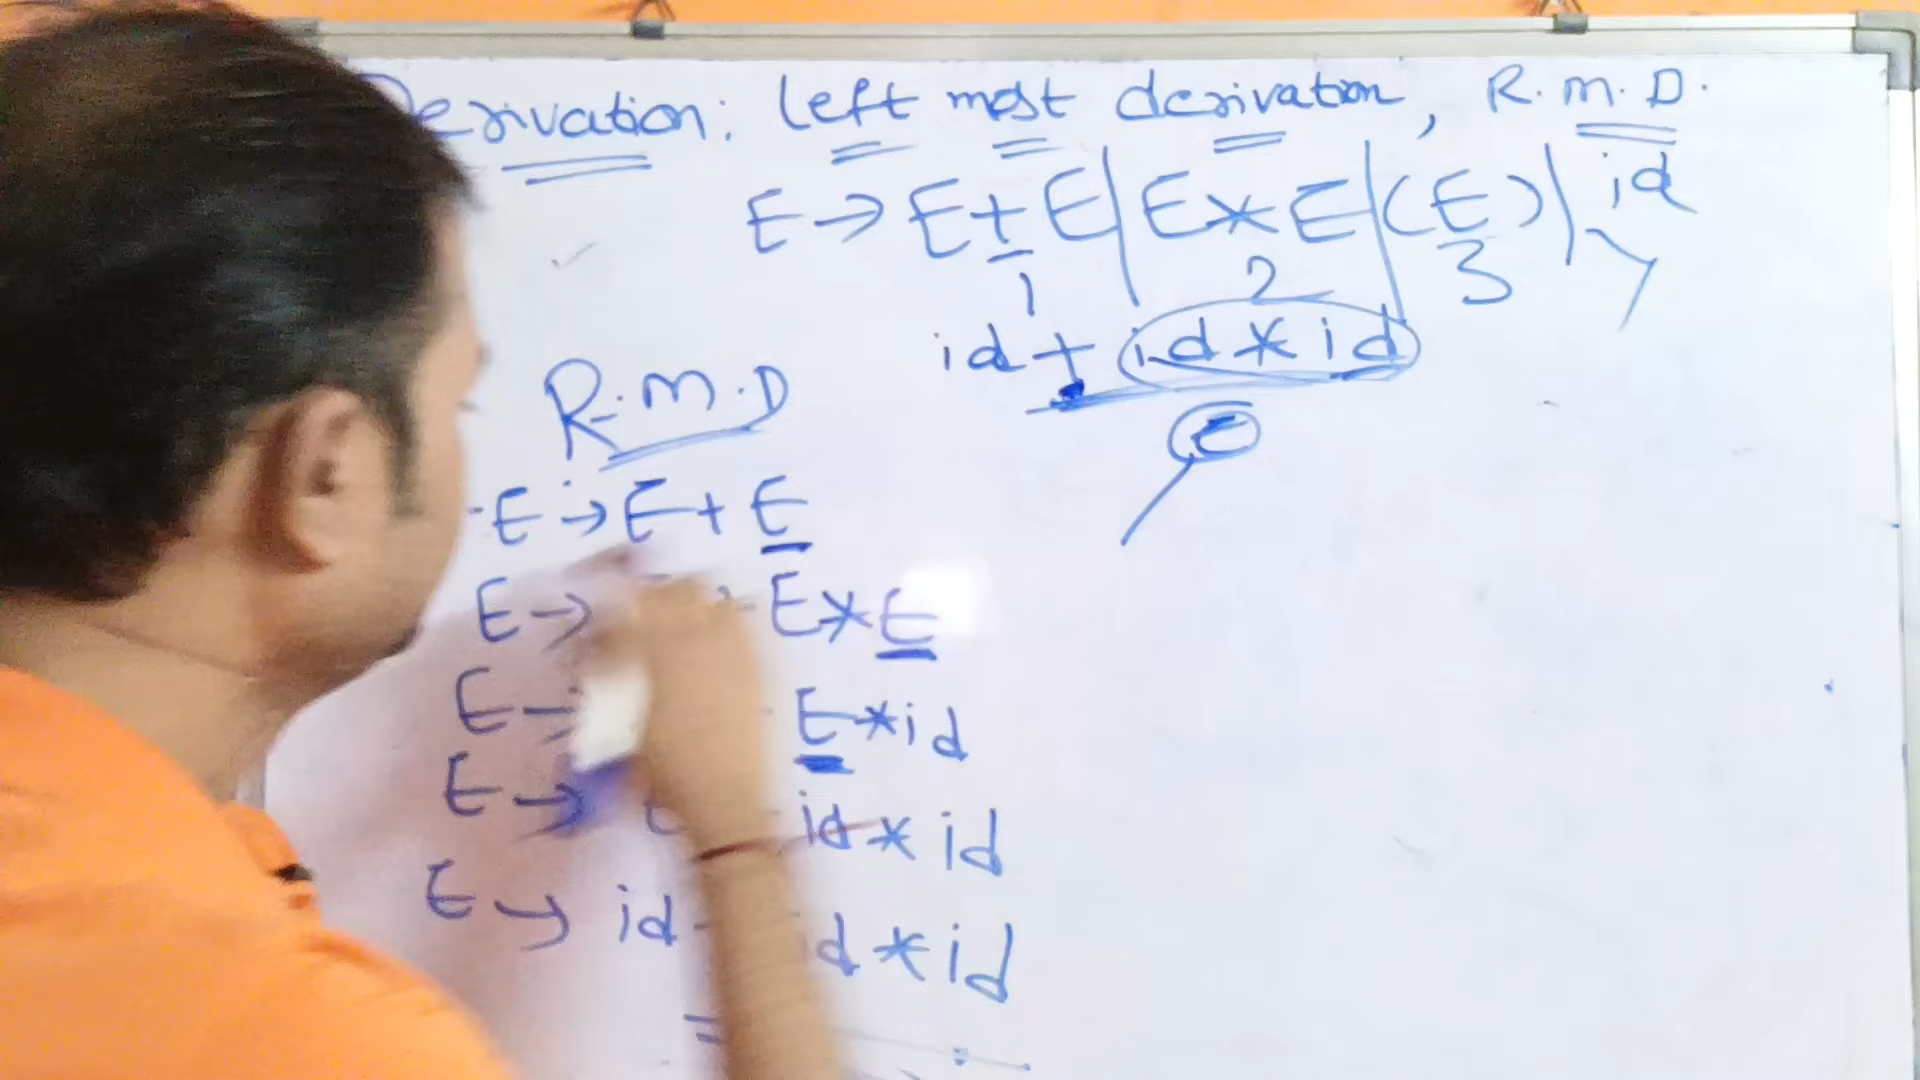 Derivation: left most derivation, R.M.D.
E → E + E | E * E | (E) | id
1 2 3
id + id * id
E
R.M.D
E → E + E
E → E * E
E E * id
E → id * id
E → id id * id